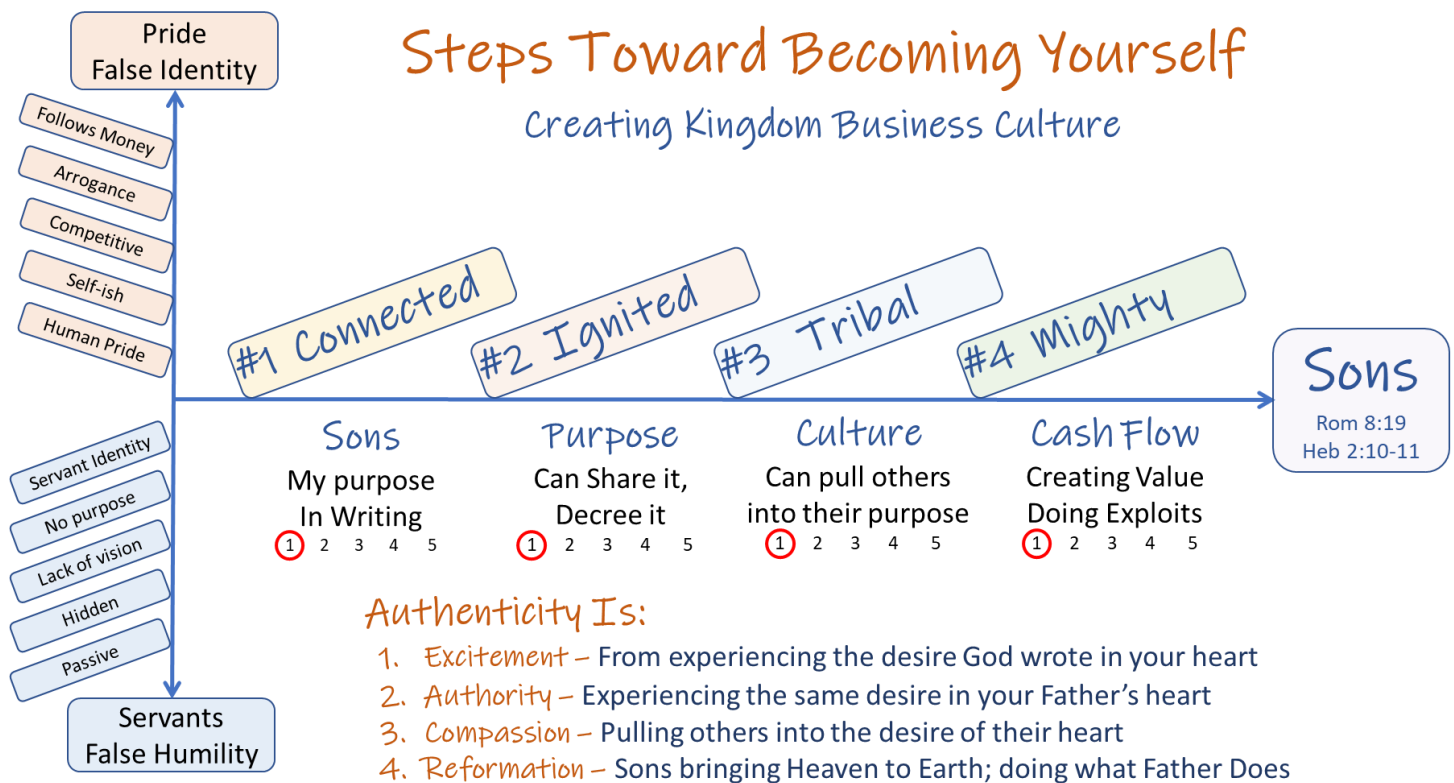 Steps Toward Becoming Yourself
Creating Kingdom Business Culture
Pride
False Identity
Follows Money
Arrogance
Competitive
Self-ish
Human Pride
Servant Identity
No purpose
Lack of vision
Hidden
Passive
Servants
False Humility
#1 Connected
#2 Ignited
#3 Tribal
#4 Mighty
Sons
My purpose
In Writing
1 2 3 4 5
Purpose
Can Share it,
Decree it
1 2 3 4 5
Culture
Can pull others
into their purpose
1 2 3 4 5
Cash Flow
Creating Value
Doing Exploits
1 2 3 4 5
Sons
Rom 8:19
Heb 2:10-11
Authenticity Is:
1. Excitement – From experiencing the desire God wrote in your heart
2. Authority – Experiencing the same desire in your Father's heart
3. Compassion – Pulling others into the desire of their heart
4. Reformation – Sons bringing Heaven to Earth; doing what Father Does